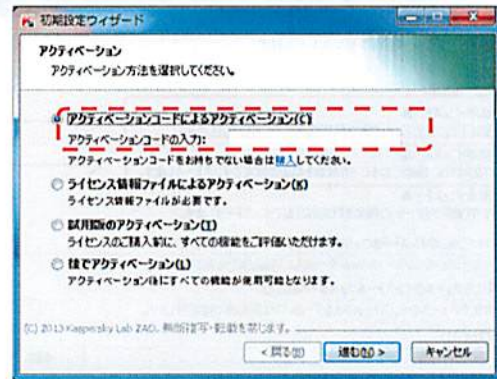 初期設定ウィザード
アクティベーション
アクティベーション方法を選択してください。
アクティベーションコードによるアクティベーション(C)
アクティベーションコードの入力:
アクティベーションコードをお持ちでない場合は購入してください。
ライセンス情報ファイルによるアクティベーション(K)
ライセンス情報ファイルが必要です。
試用版のアクティベーション(T)
ライセンスのご購入前に、すべての機能をご評価いただけます。
後でアクティベーション(L)
アクティベーション後にすべての機能が使用可能となります。
(C) 2013 Kaspersky Lab ZAO. 無断複写・転載を禁じます。
< 戻る(B)
進む(N) >
キャンセル